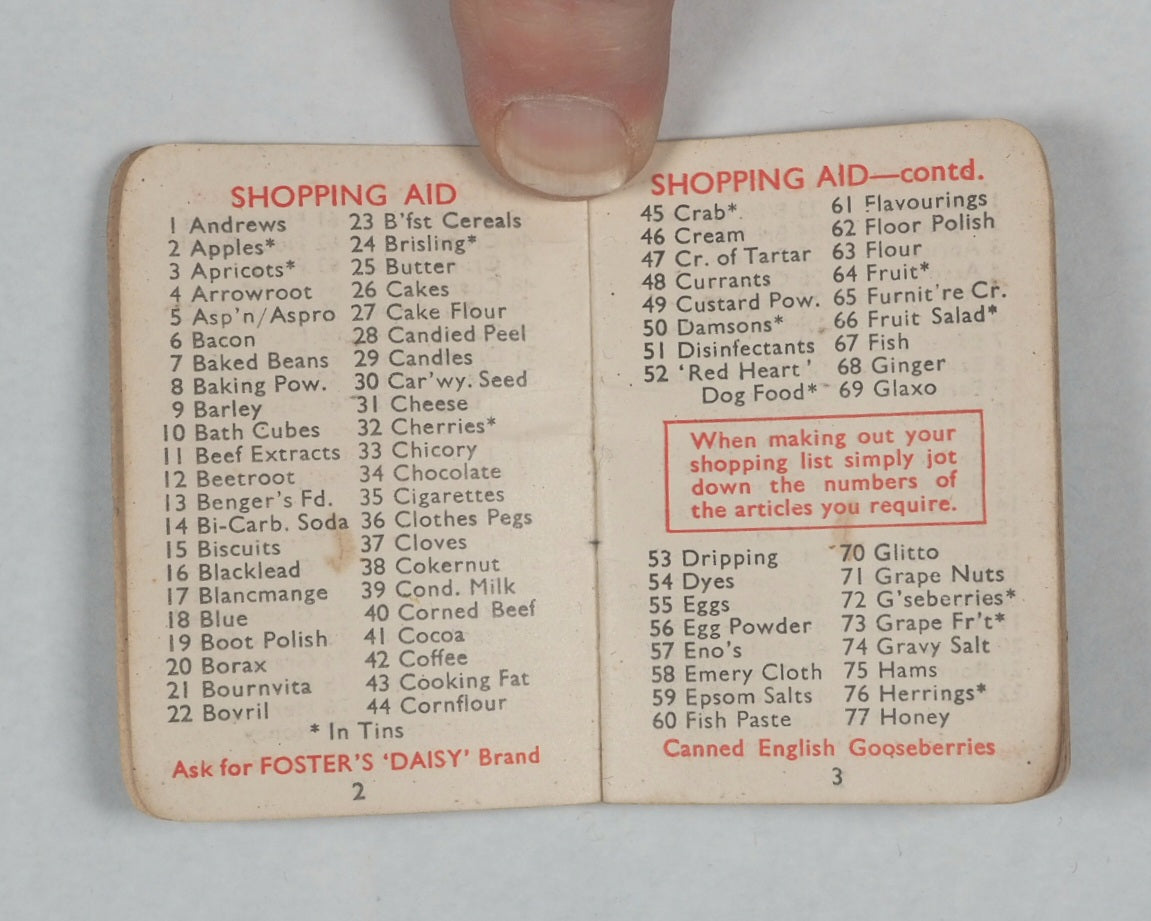 SHOPPING AID
1 Andrews
2 Apples*
3 Apricots*
4 Arrowroot
5 Asp'n/Aspro
6 Bacon
7 Baked Beans
8 Baking Pow.
9 Barley
10 Bath Cubes
11 Beef Extracts
12 Beetroot
13 Benger's Fd.
14 Bi-Carb. Soda
15 Biscuits
16 Blacklead
17 Blancmange
18 Blue
19 Boot Polish
20 Borax
21 Bournvita
22 Bovril
23 B'fst Cereals
24 Brisling*
25 Butter
26 Cakes
27 Cake Flour
28 Candied Peel
29 Candles
30 Car'wy. Seed
31 Cheese
32 Cherries*
33 Chicory
34 Chocolate
35 Cigarettes
36 Clothes Pegs
37 Cloves
38 Cokernut
39 Cond. Milk
40 Corned Beef
41 Cocoa
42 Coffee
43 Cooking Fat
44 Cornflour
* In Tins
Ask for FOSTER'S 'DAISY' Brand
2
SHOPPING AID—contd.
45 Crab*
46 Cream
47 Cr. of Tartar
48 Currants
49 Custard Pow.
50 Damsons*
51 Disinfectants
52 'Red Heart'
Dog Food*
61 Flavourings
62 Floor Polish
63 Flour
64 Fruit*
65 Furnit're Cr.
66 Fruit Salad*
67 Fish
68 Ginger
69 Glaxo
When making out your
shopping list simply jot
down the numbers of
the articles you require.
53 Dripping
54 Dyes
55 Eggs
56 Egg Powder
57 Eno's
58 Emery Cloth
59 Epsom Salts
60 Fish Paste
70 Glitto
71 Grape Nuts
72 G'seberries*
73 Grape Fr't*
74 Gravy Salt
75 Hams
76 Herrings*
77 Honey
Canned English Gooseberries
3